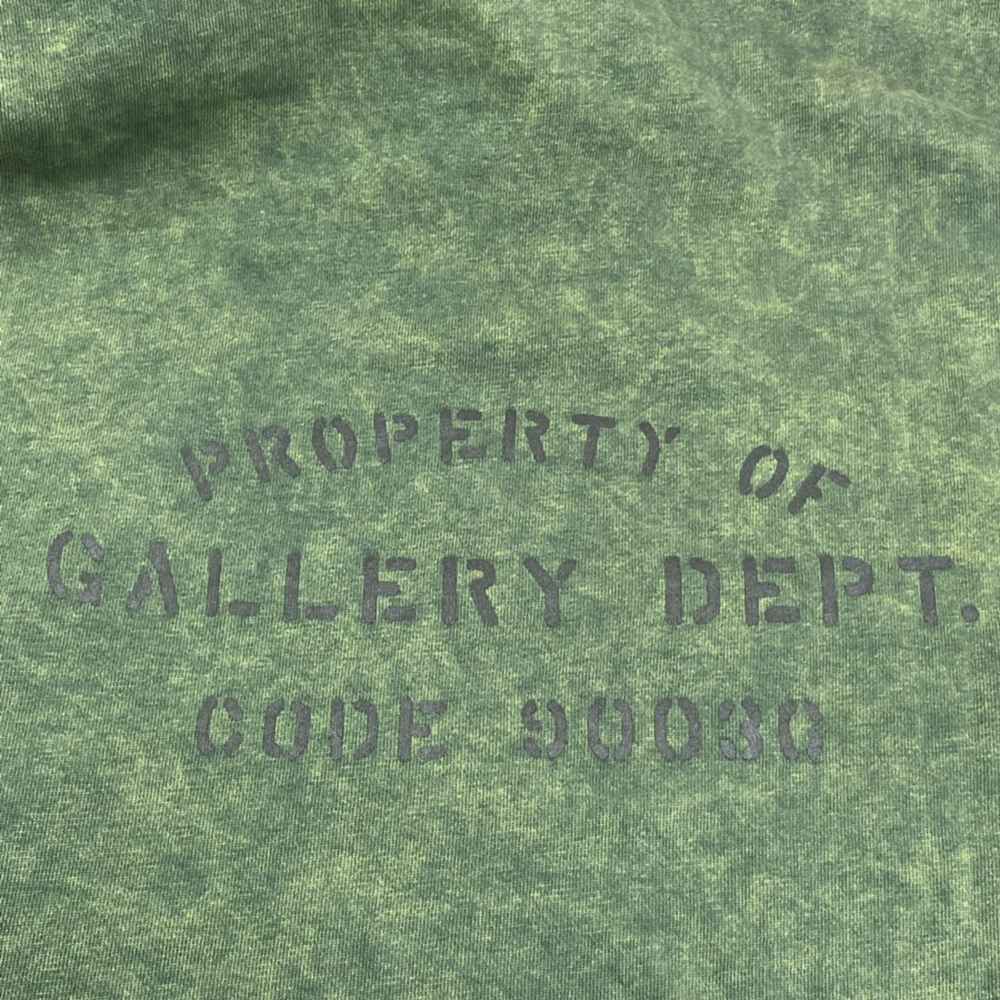 PROPERTY OF
GALLERY DEPT.
CODE 90030